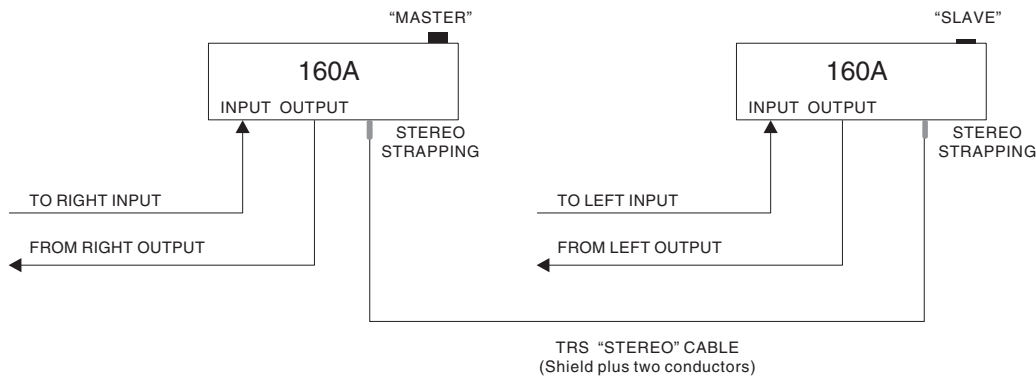 “MASTER”
160A
INPUT OUTPUT
STEREO
STRAPPING
TO RIGHT INPUT
FROM RIGHT OUTPUT
“SLAVE”
160A
INPUT OUTPUT
STEREO
STRAPPING
TO LEFT INPUT
FROM LEFT OUTPUT
TRS “STEREO” CABLE
(Shield plus two conductors)